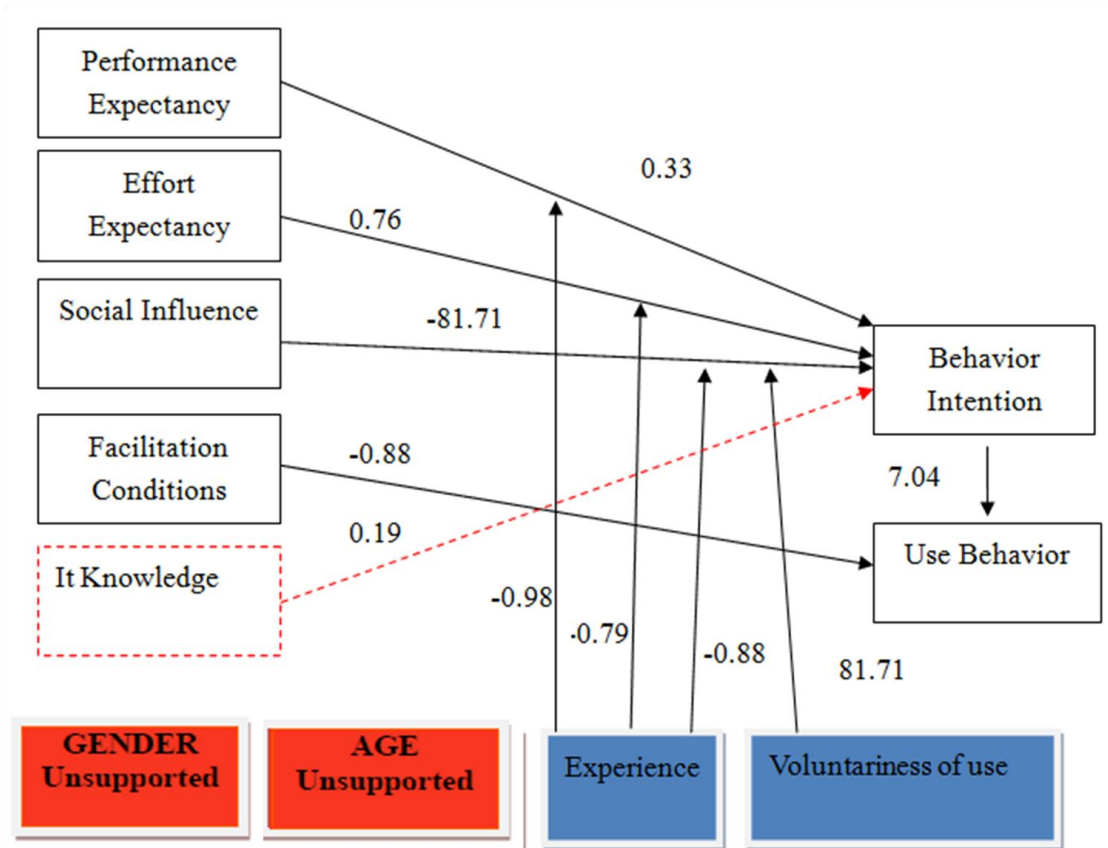 Performance
Expectancy
0.33
Effort
Expectancy
0.76
Social Influence
-81.71
Behavior
Intention
Facilitation
Conditions
-0.88
7.04
0.19
It Knowledge
Use Behavior
-0.98
-0.79
-0.88
81.71
GENDER
Unsupported
AGE
Unsupported
Experience
Voluntariness of use